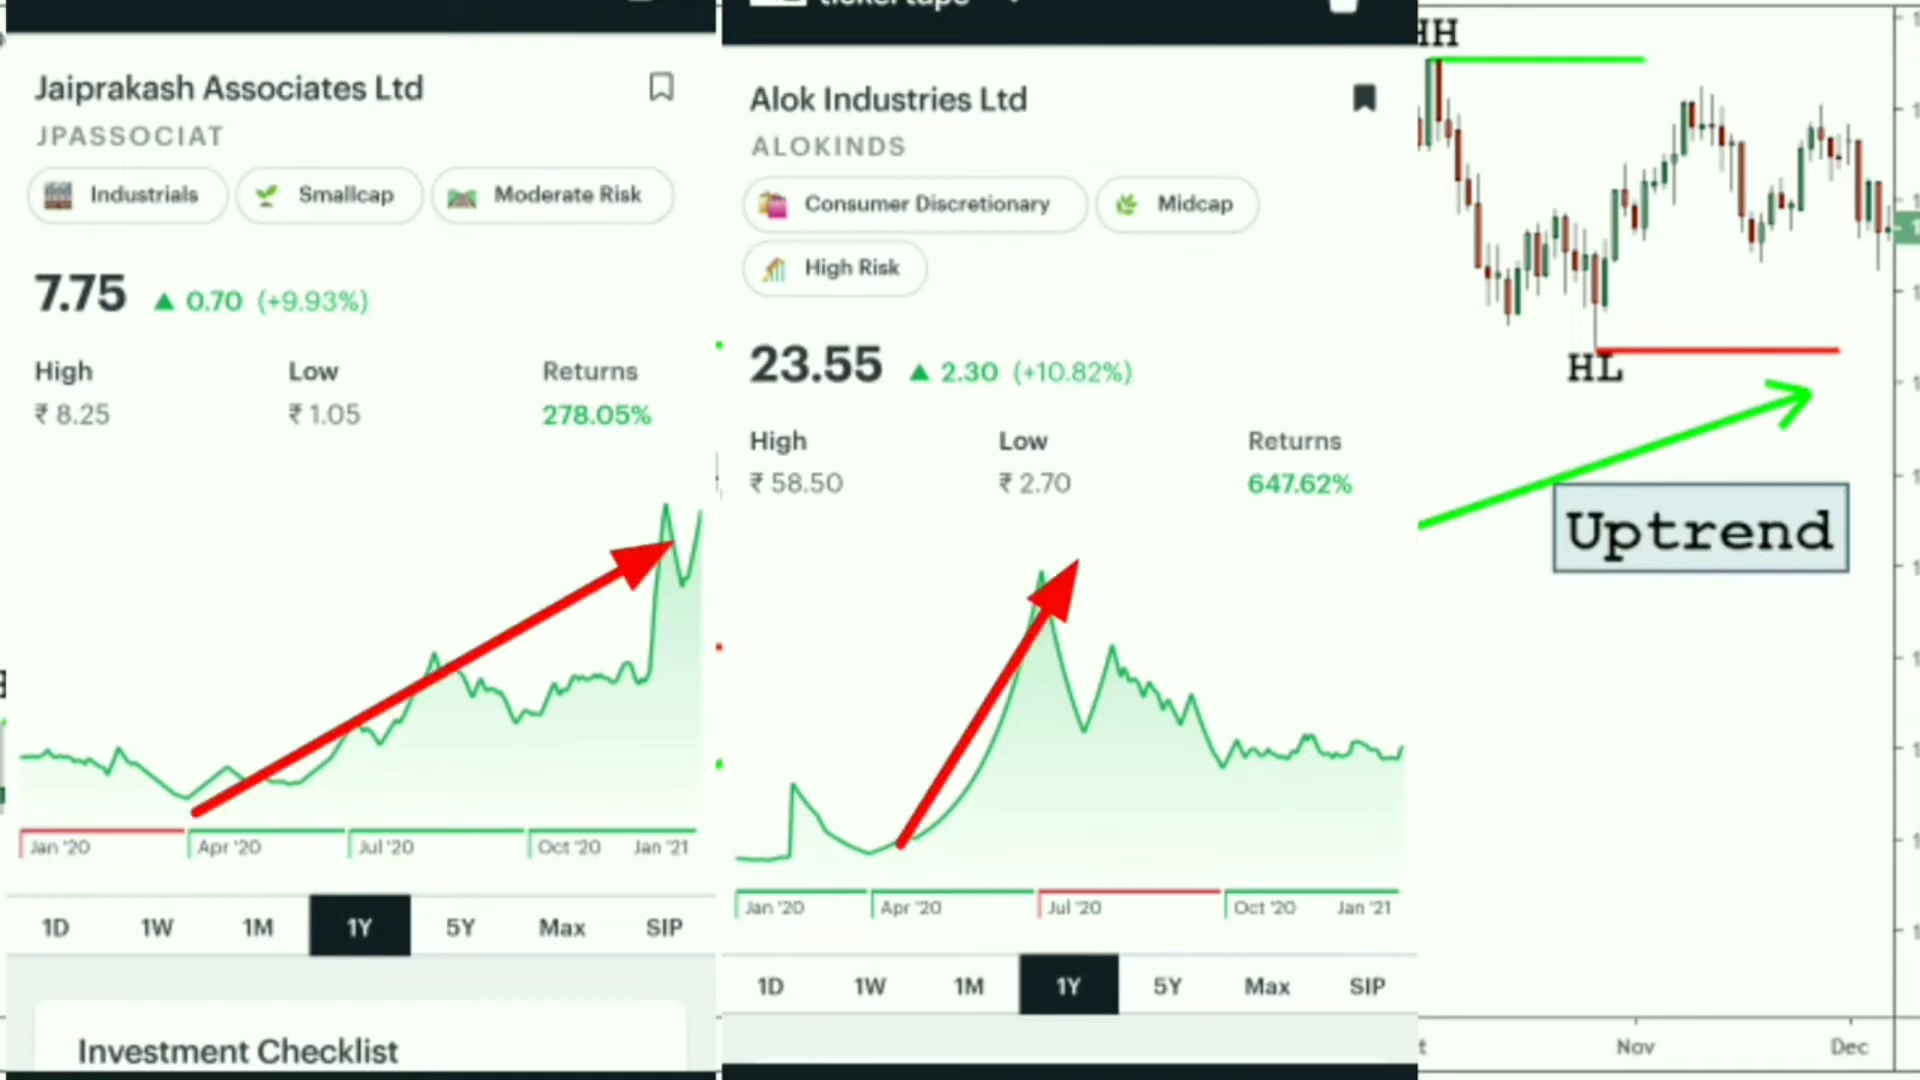 Jaiprakash Associates Ltd
JPASSOCIAT
Industrials
Smallcap
Moderate Risk
7.75
▲ 0.70 (+9.93%)
High
Low
Returns
₹ 8.25
₹ 1.05
278.05%
Jan '20
Apr '20
Jul '20
Oct '20
Jan '21
1D
1W
1M
1Y
5Y
Max
SIP
Investment Checklist
tickertape
Alok Industries Ltd
ALOKINDS
Consumer Discretionary
Midcap
High Risk
23.55
▲ 2.30 (+10.82%)
High
Low
Returns
₹ 58.50
₹ 2.70
647.62%
Jan '20
Apr '20
Jul '20
Oct '20
Jan '21
1D
1W
1M
1Y
5Y
Max
SIP
HH
HL
Uptrend
Nov
Dec